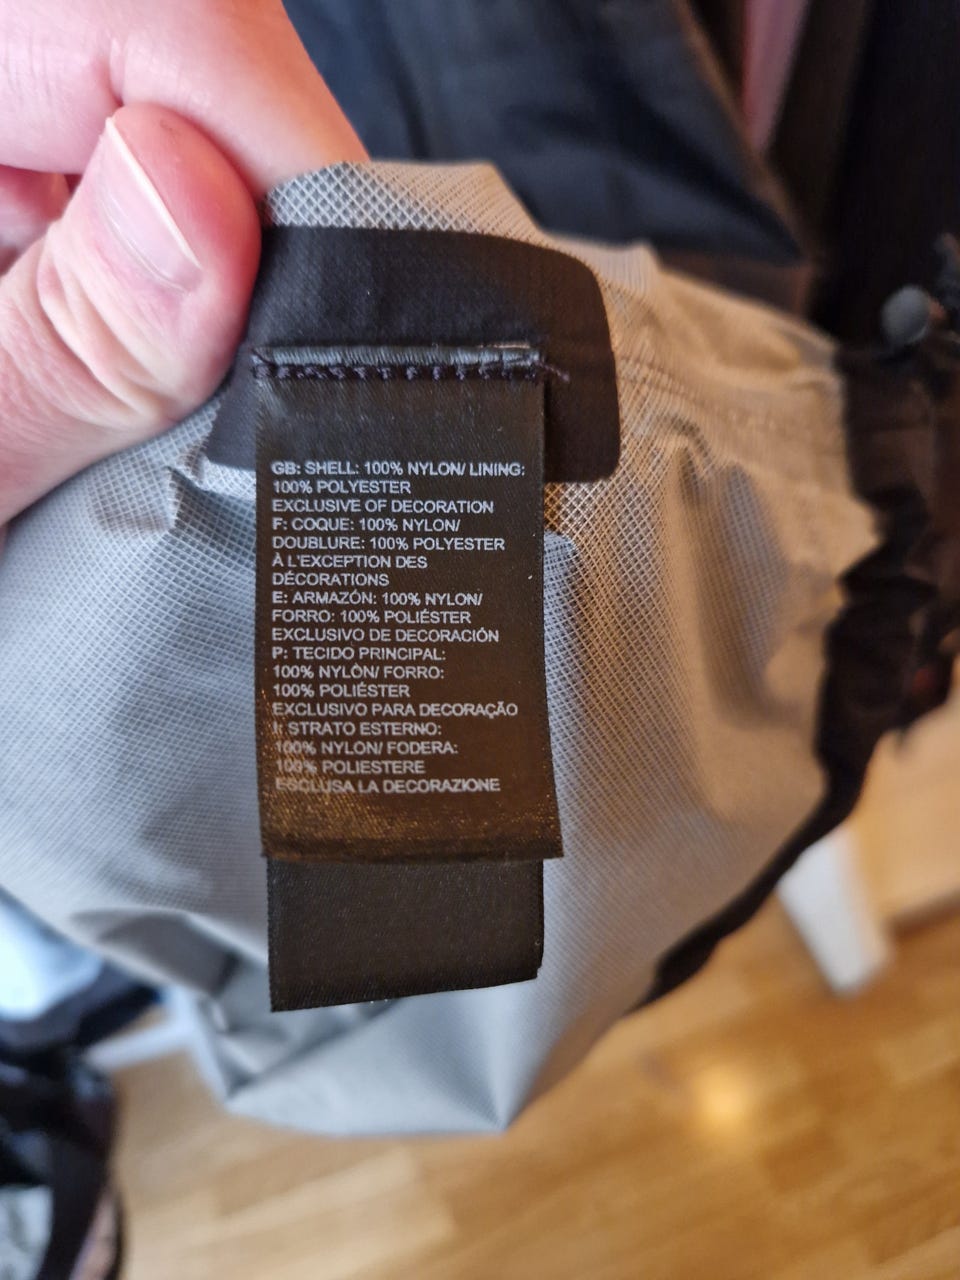 GB: SHELL: 100% NYLON/ LINING:
100% POLYESTER
EXCLUSIVE OF DECORATION
F: COQUE: 100% NYLON/
DOUBLURE: 100% POLYESTER
À L'EXCEPTION DES
DÉCORATIONS
E: ARMAZÓN: 100% NYLON/
FORRO: 100% POLIÉSTER
EXCLUSIVO DE DECORACIÓN
P: TECIDO PRINCIPAL:
100% NYLÒN/ FORRO:
100% POLIÉSTER
EXCLUSIVO PARA DECORAÇÃO
I: STRATO ESTERNO:
100% NYLON/ FODERA:
100% POLIESTERE
ESCLUSA LA DECORAZIONE